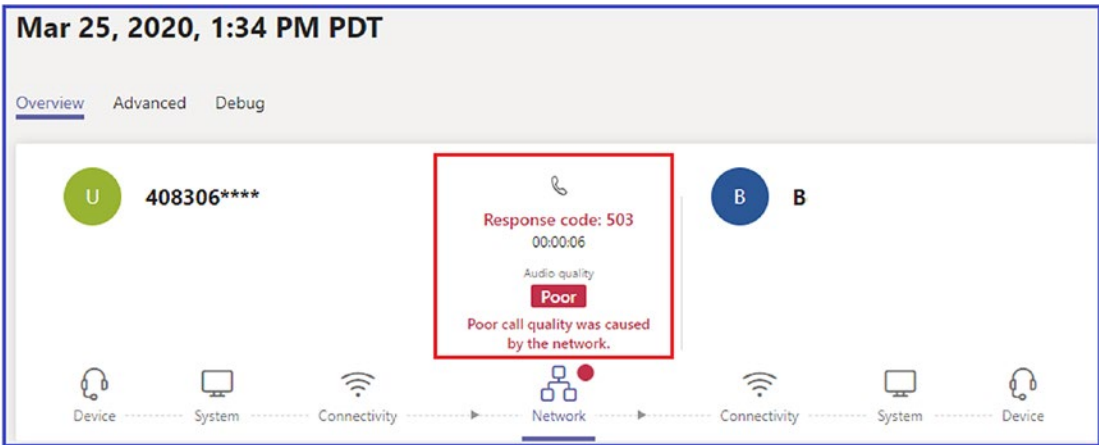 Mar 25, 2020, 1:34 PM PDT
Overview Advanced Debug
U 408306****
Response code: 503
00:00:06
Audio quality
Poor
Poor call quality was caused
by the network.
B B
Device System Connectivity Network Connectivity System Device